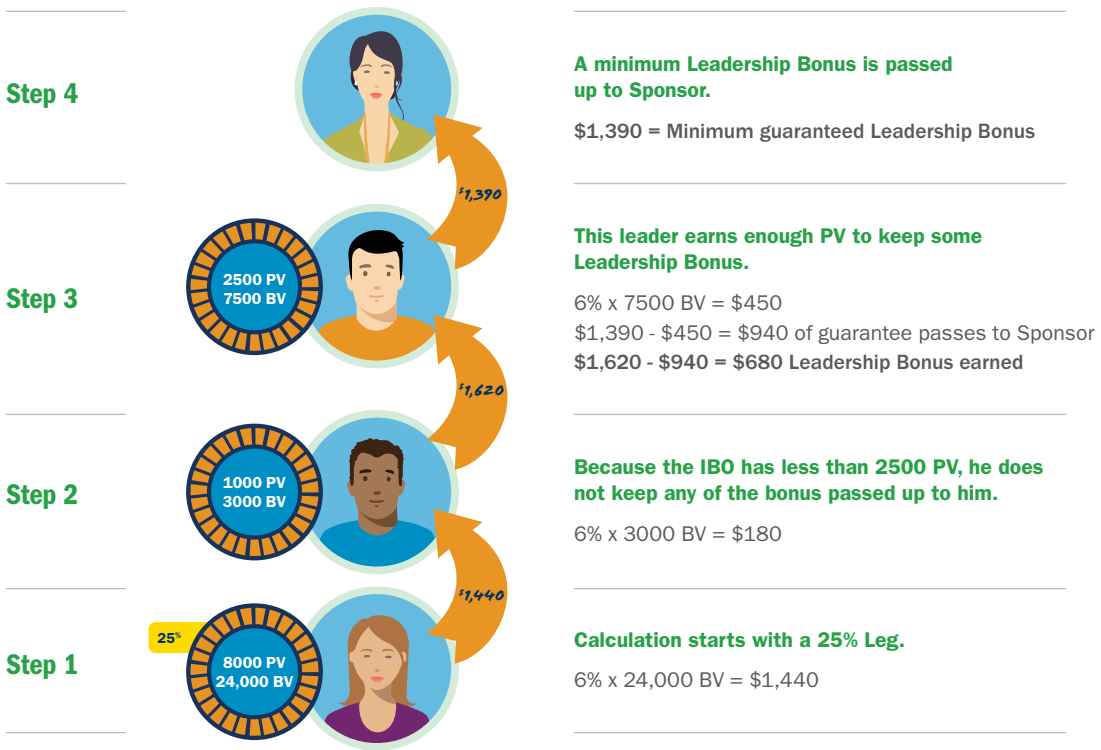 Step 4
A minimum Leadership Bonus is passed
up to Sponsor.
$1,390 = Minimum guaranteed Leadership Bonus
$1,390
Step 3
2500 PV
7500 BV
This leader earns enough PV to keep some
Leadership Bonus.
6% x 7500 BV = $450
$1,390 - $450 = $940 of guarantee passes to Sponsor
$1,620 - $940 = $680 Leadership Bonus earned
$1,620
Step 2
1000 PV
3000 BV
Because the IBO has less than 2500 PV, he does
not keep any of the bonus passed up to him.
6% x 3000 BV = $180
$1,440
Step 1
25%
8000 PV
24,000 BV
Calculation starts with a 25% Leg.
6% x 24,000 BV = $1,440